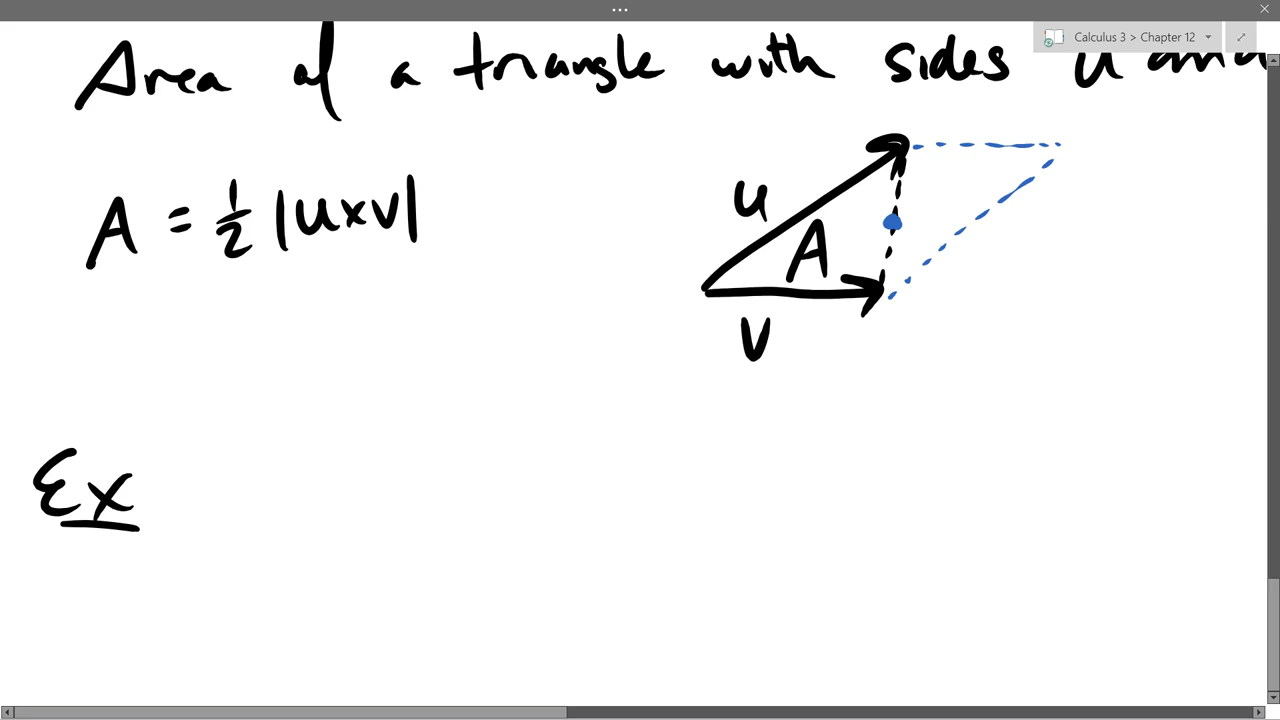 Calculus 3 > Chapter 12
Area of a triangle with sides u and
A = 1/2 |u×v|
u
A
v
Ex